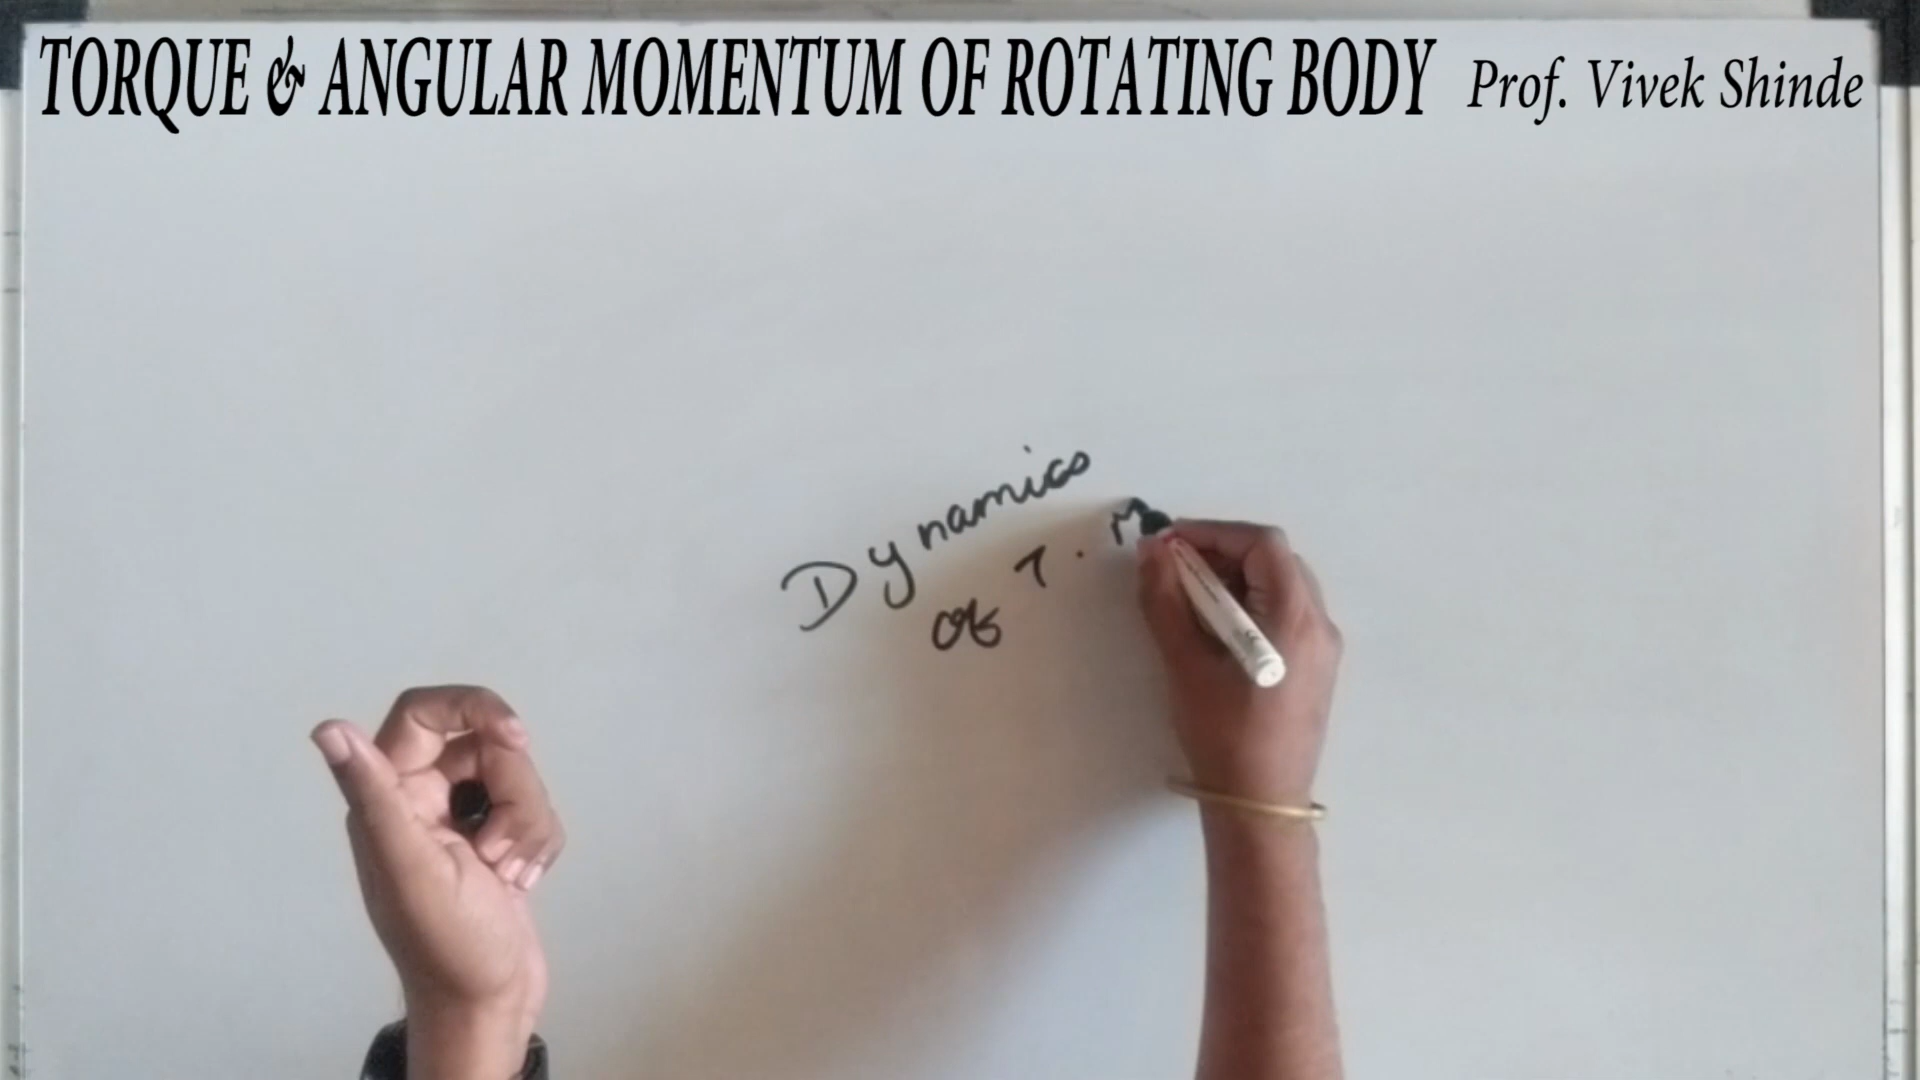 TORQUE & ANGULAR MOMENTUM OF ROTATING BODY Prof. Vivek Shinde
Dynamics
of T. M